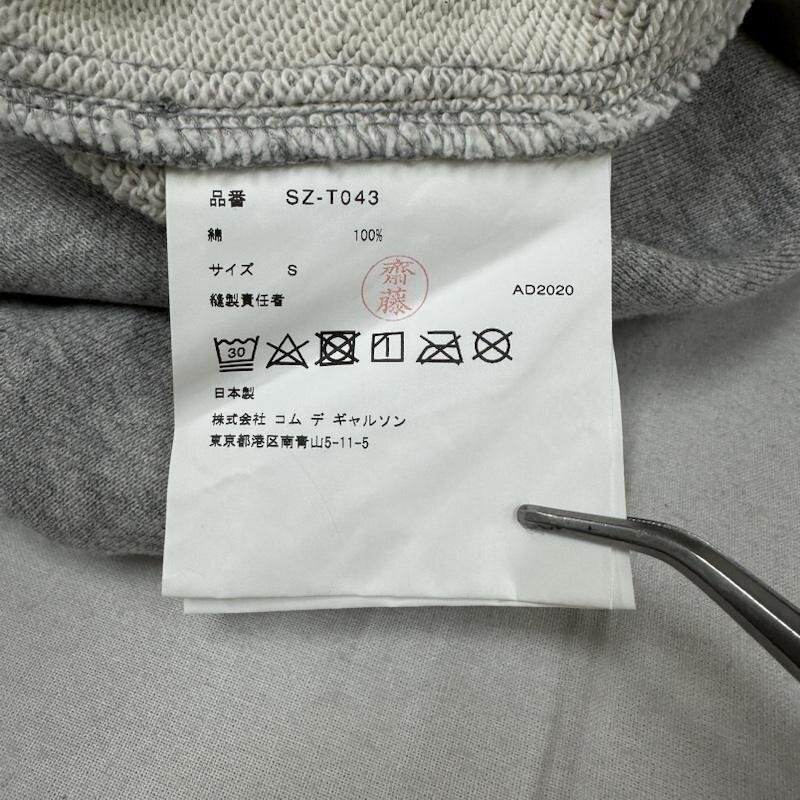 品番 SZ-T043
綿 100%
サイズ S
齋藤
縫製責任者 AD2020
30
日本製
株式会社 コム デ ギャルソン
東京都港区南青山5-11-5